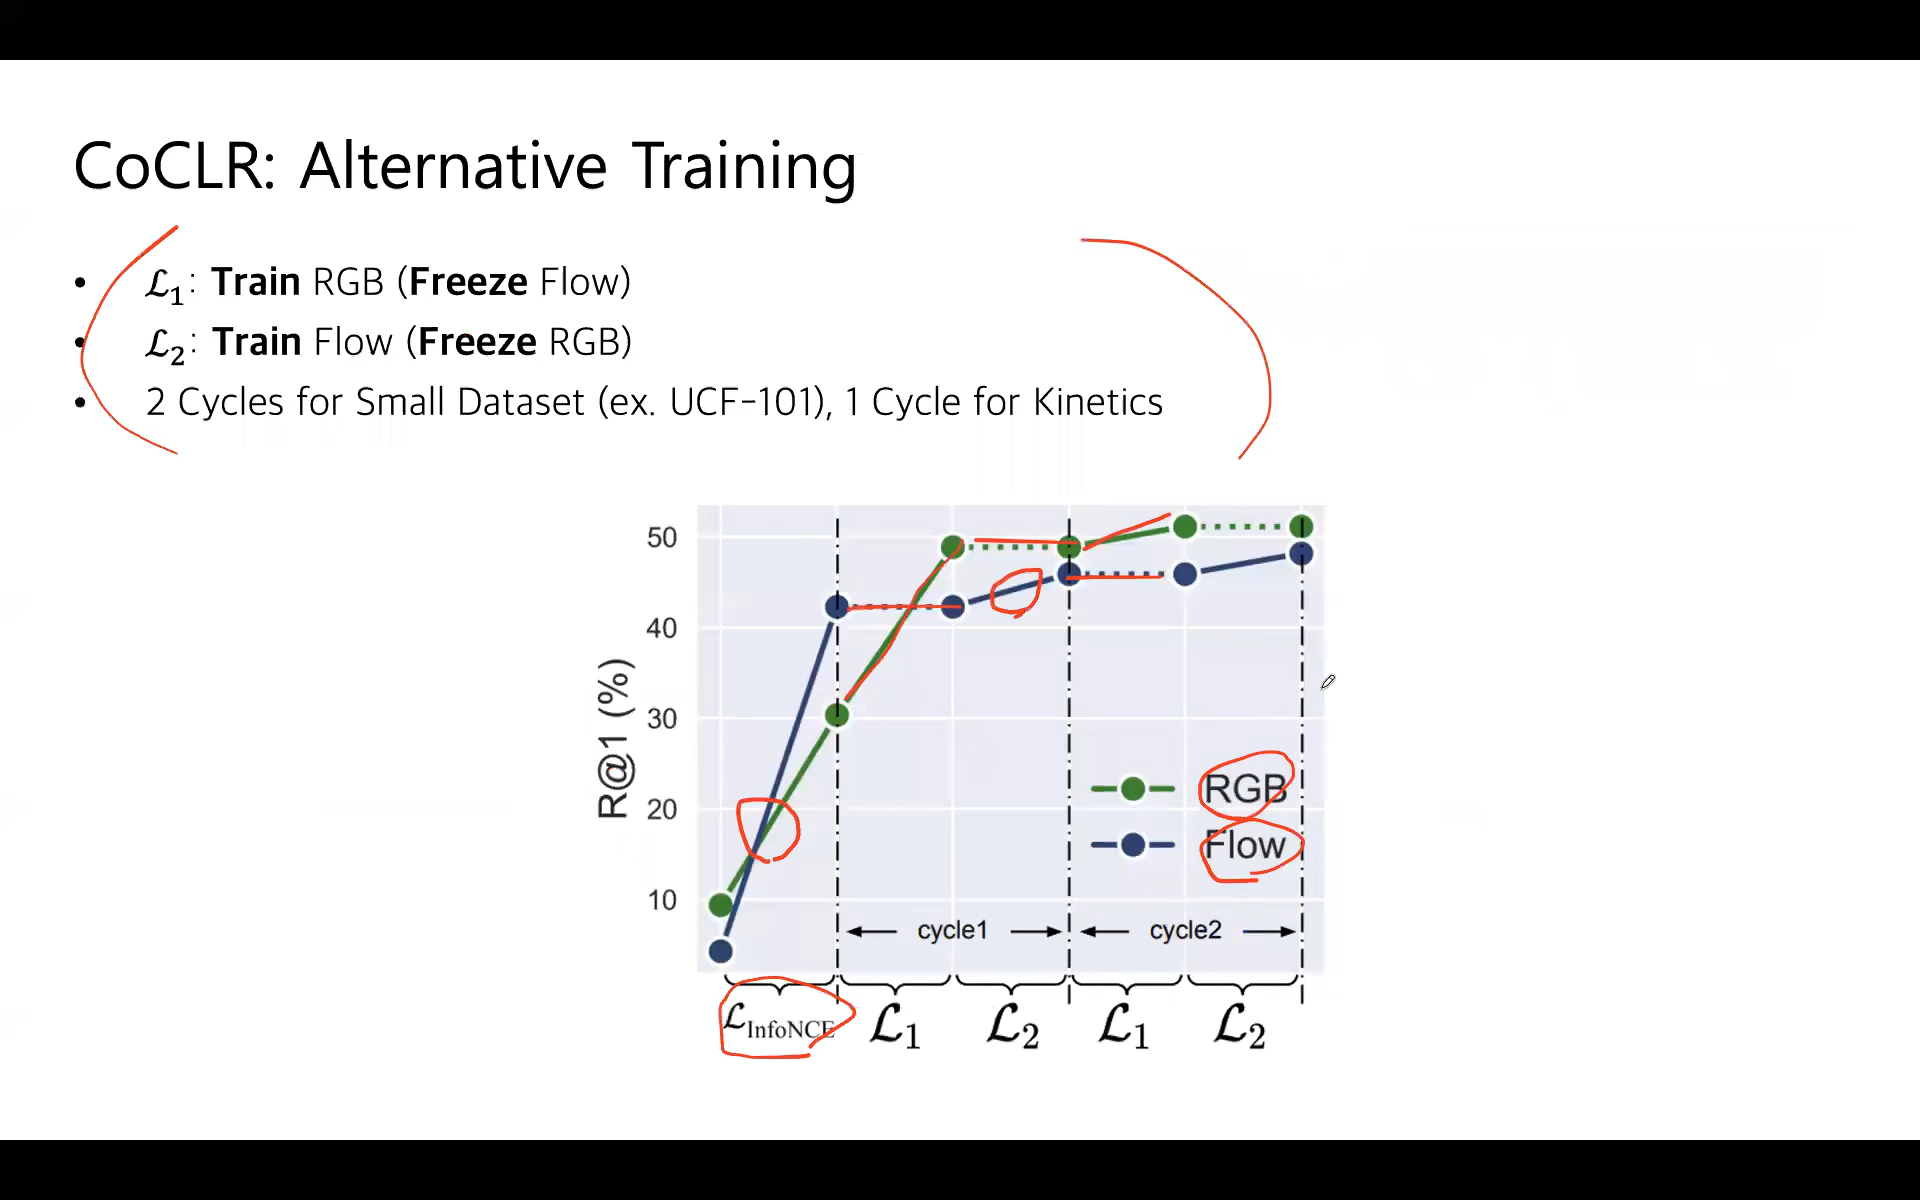 CoCLR: Alternative Training
• ℒ1: Train RGB (Freeze Flow)
• ℒ2: Train Flow (Freeze RGB)
• 2 Cycles for Small Dataset (ex. UCF-101), 1 Cycle for Kinetics
50
40
30
20
10
R@1 (%)
RGB
Flow
cycle1 cycle2
ℒInfoNCE ℒ1 ℒ2 ℒ1 ℒ2